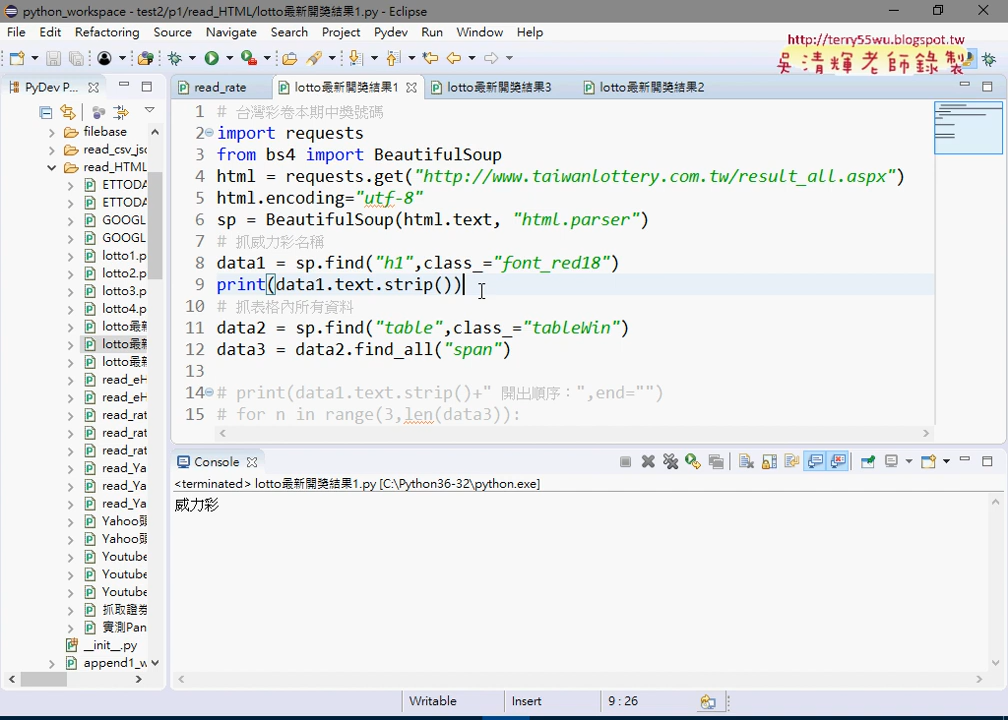 python_workspace - test2/p1/read_HTML/lotto最新開獎結果1.py - Eclipse
File Edit Refactoring Source Navigate Search Project Pydev Run Window Help
http://terry55wu.blogspot.tw
吳清輝老師錄製
PyDev P...
read_rate
lotto最新開獎結果1
lotto最新開獎結果3
lotto最新開獎結果2
filebase
read_csv_jsc
read_HTML
ETTODA
ETTODA
GOOGL
GOOGL
lotto1.p
lotto2.p
lotto3.p
lotto4.p
lotto最新
lotto最新
lotto最新
read_eH
read_eH
read_rat
read_rat
read_rat
read_rat
read_Ya
read_Ya
read_Ya
Yahoo頭
Yahoo頭
Youtube
Youtube
Youtube
抓取證券
實測Pan
__init__.py
append1_w
1 # 台灣彩卷本期中獎號碼
2 import requests
3 from bs4 import BeautifulSoup
4 html = requests.get("http://www.taiwanlottery.com.tw/result_all.aspx")
5 html.encoding="utf-8"
6 sp = BeautifulSoup(html.text, "html.parser")
7 # 抓威力彩名稱
8 data1 = sp.find("h1",class_="font_red18")
9 print(data1.text.strip())
10 # 抓表格內所有資料
11 data2 = sp.find("table",class_="tableWin")
12 data3 = data2.find_all("span")
13
14 # print(data1.text.strip()+" 開出順序：",end="")
15 # for n in range(3,len(data3)):
Console
<terminated> lotto最新開獎結果1.py [C:\Python36-32\python.exe]
威力彩
Writable Insert 9 : 26